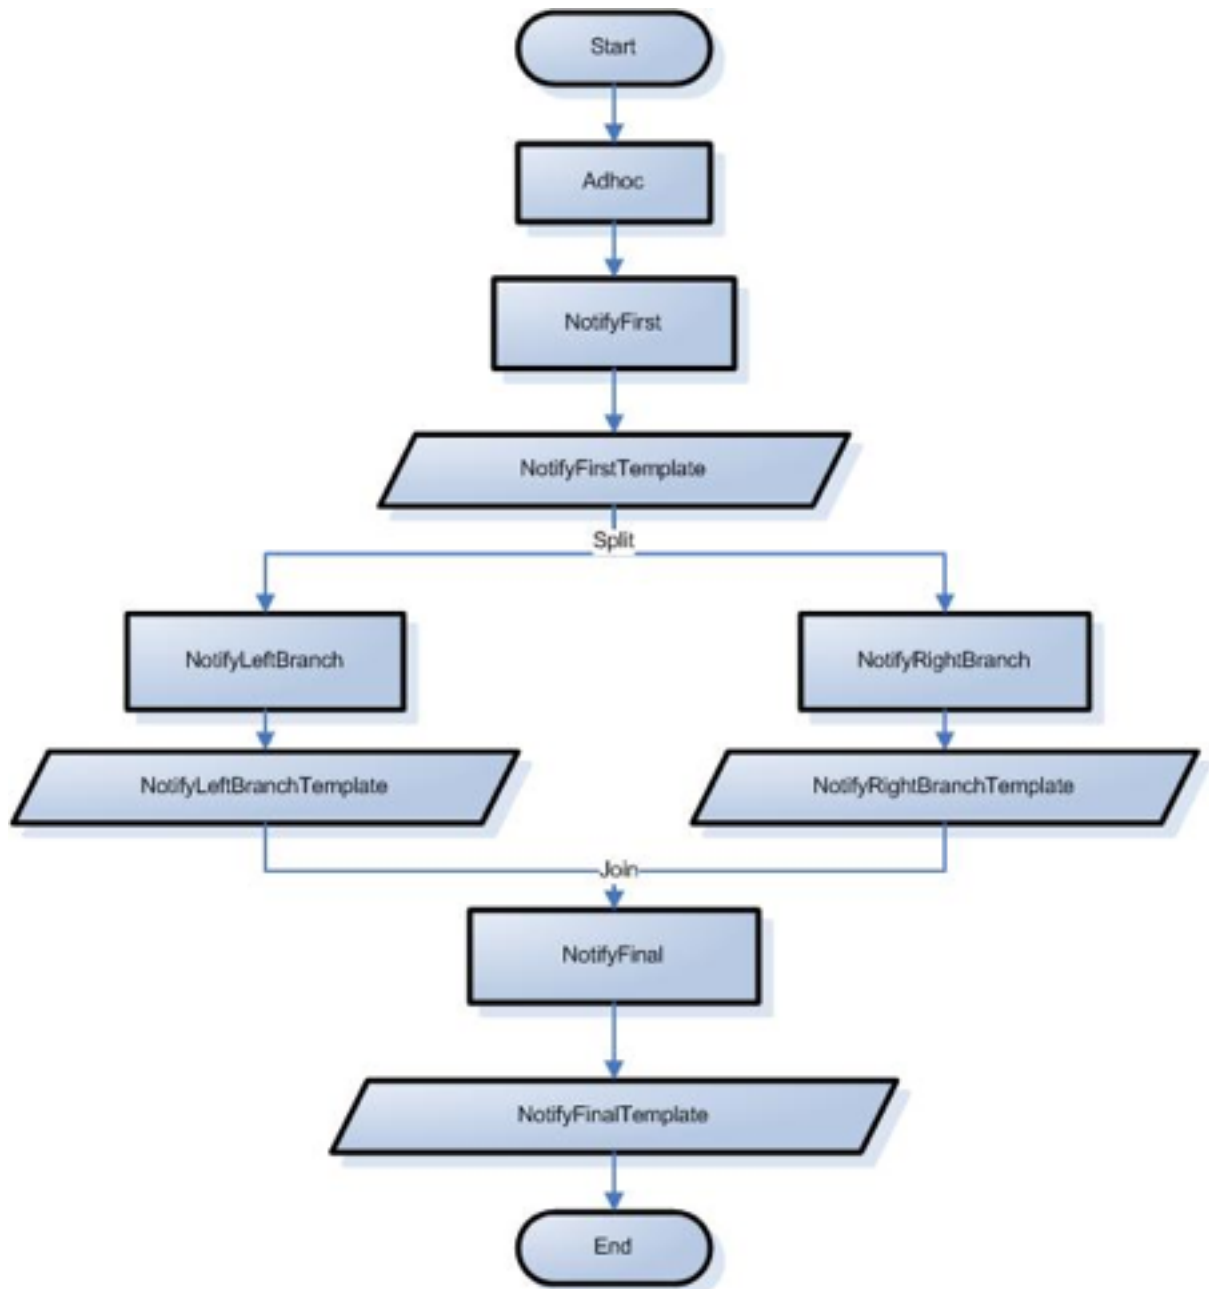 Start
Adhoc
NotifyFirst
NotifyFirstTemplate
Split
NotifyLeftBranch
NotifyRightBranch
NotifyLeftBranchTemplate
NotifyRightBranchTemplate
Join
NotifyFinal
NotifyFinalTemplate
End